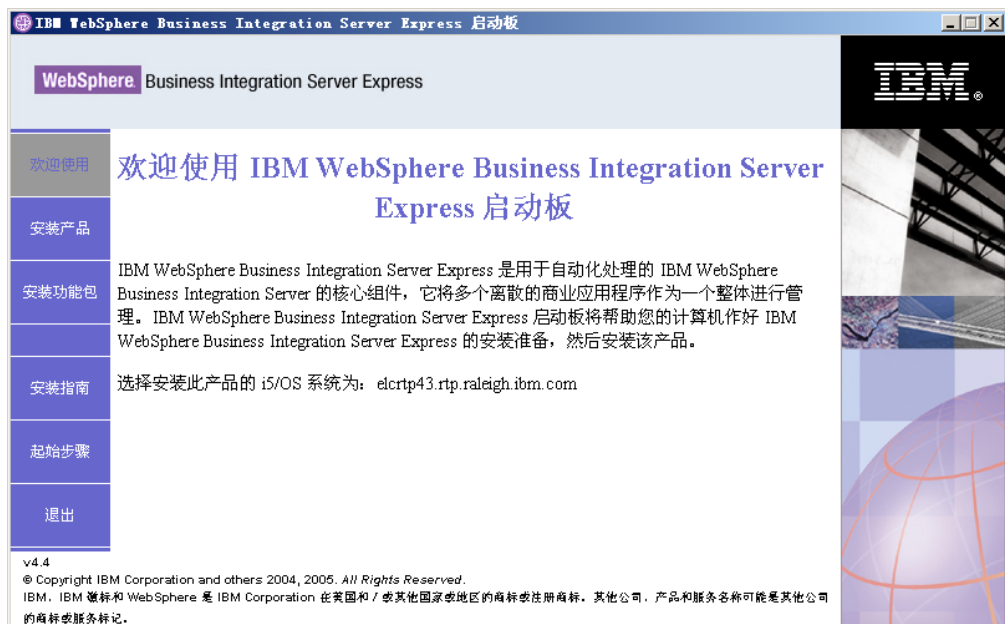 IBM WebSphere Business Integration Server Express 启动板
WebSphere. Business Integration Server Express
IBM®
欢迎使用
安装产品
安装功能包
安装指南
起始步骤
退出
欢迎使用 IBM WebSphere Business Integration Server
Express 启动板
IBM WebSphere Business Integration Server Express 是用于自动化处理的 IBM WebSphere
Business Integration Server 的核心组件，它将多个离散的商业应用程序作为一个整体进行管
理。IBM WebSphere Business Integration Server Express 启动板将帮助您的计算机作好 IBM
WebSphere Business Integration Server Express 的安装准备，然后安装该产品。
选择安装此产品的 i5/OS 系统为：elcrtp43.rtp.raleigh.ibm.com
v4.4
© Copyright IBM Corporation and others 2004, 2005. All Rights Reserved.
IBM，IBM 徽标和 WebSphere 是 IBM Corporation 在美国和 / 或其他国家或地区的商标或注册商标。其他公司，产品和服务名称可能是其他公司
的商标或服务标记。